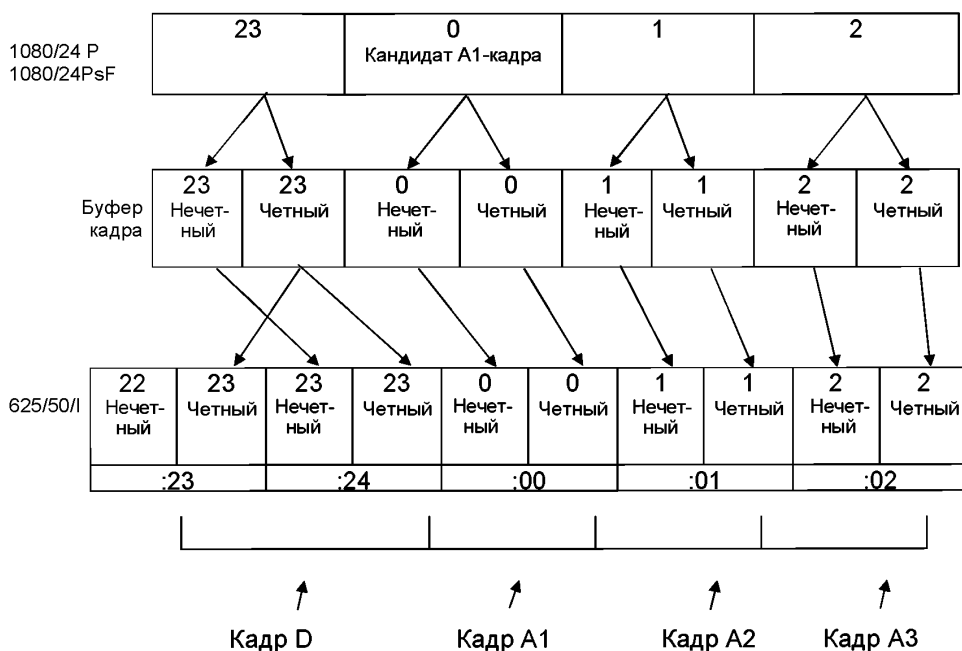 23 0 1 2
1080/24 P
1080/24PsF
Кандидат А1-кадра
Буфер
кадра
23 23 0 0 1 1 2 2
Нечет-
ный
Четный
Нечет-
ный
Четный
Нечет-
ный
Четный
Нечет-
ный
Четный
625/50/I
22 23 23 23 0 0 1 1 2 2
Нечет-
ный
Четный
Нечет-
ный
Четный
Нечет-
ный
Четный
Нечет-
ный
Четный
Нечет-
ный
Четный
:23 :24 :00 :01 :02
Кадр D Кадр А1 Кадр А2 Кадр А3